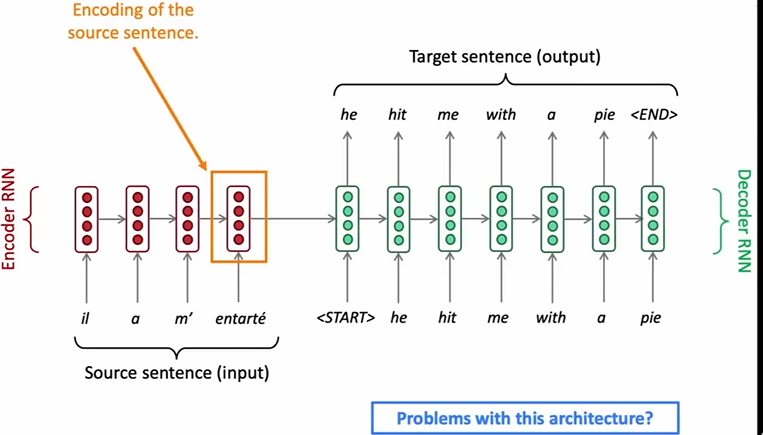 Encoding of the
source sentence.
Target sentence (output)
he hit me with a pie <END>
Encoder RNN
Decoder RNN
il a m’ entarté
<START> he hit me with a pie
Source sentence (input)
Problems with this architecture?